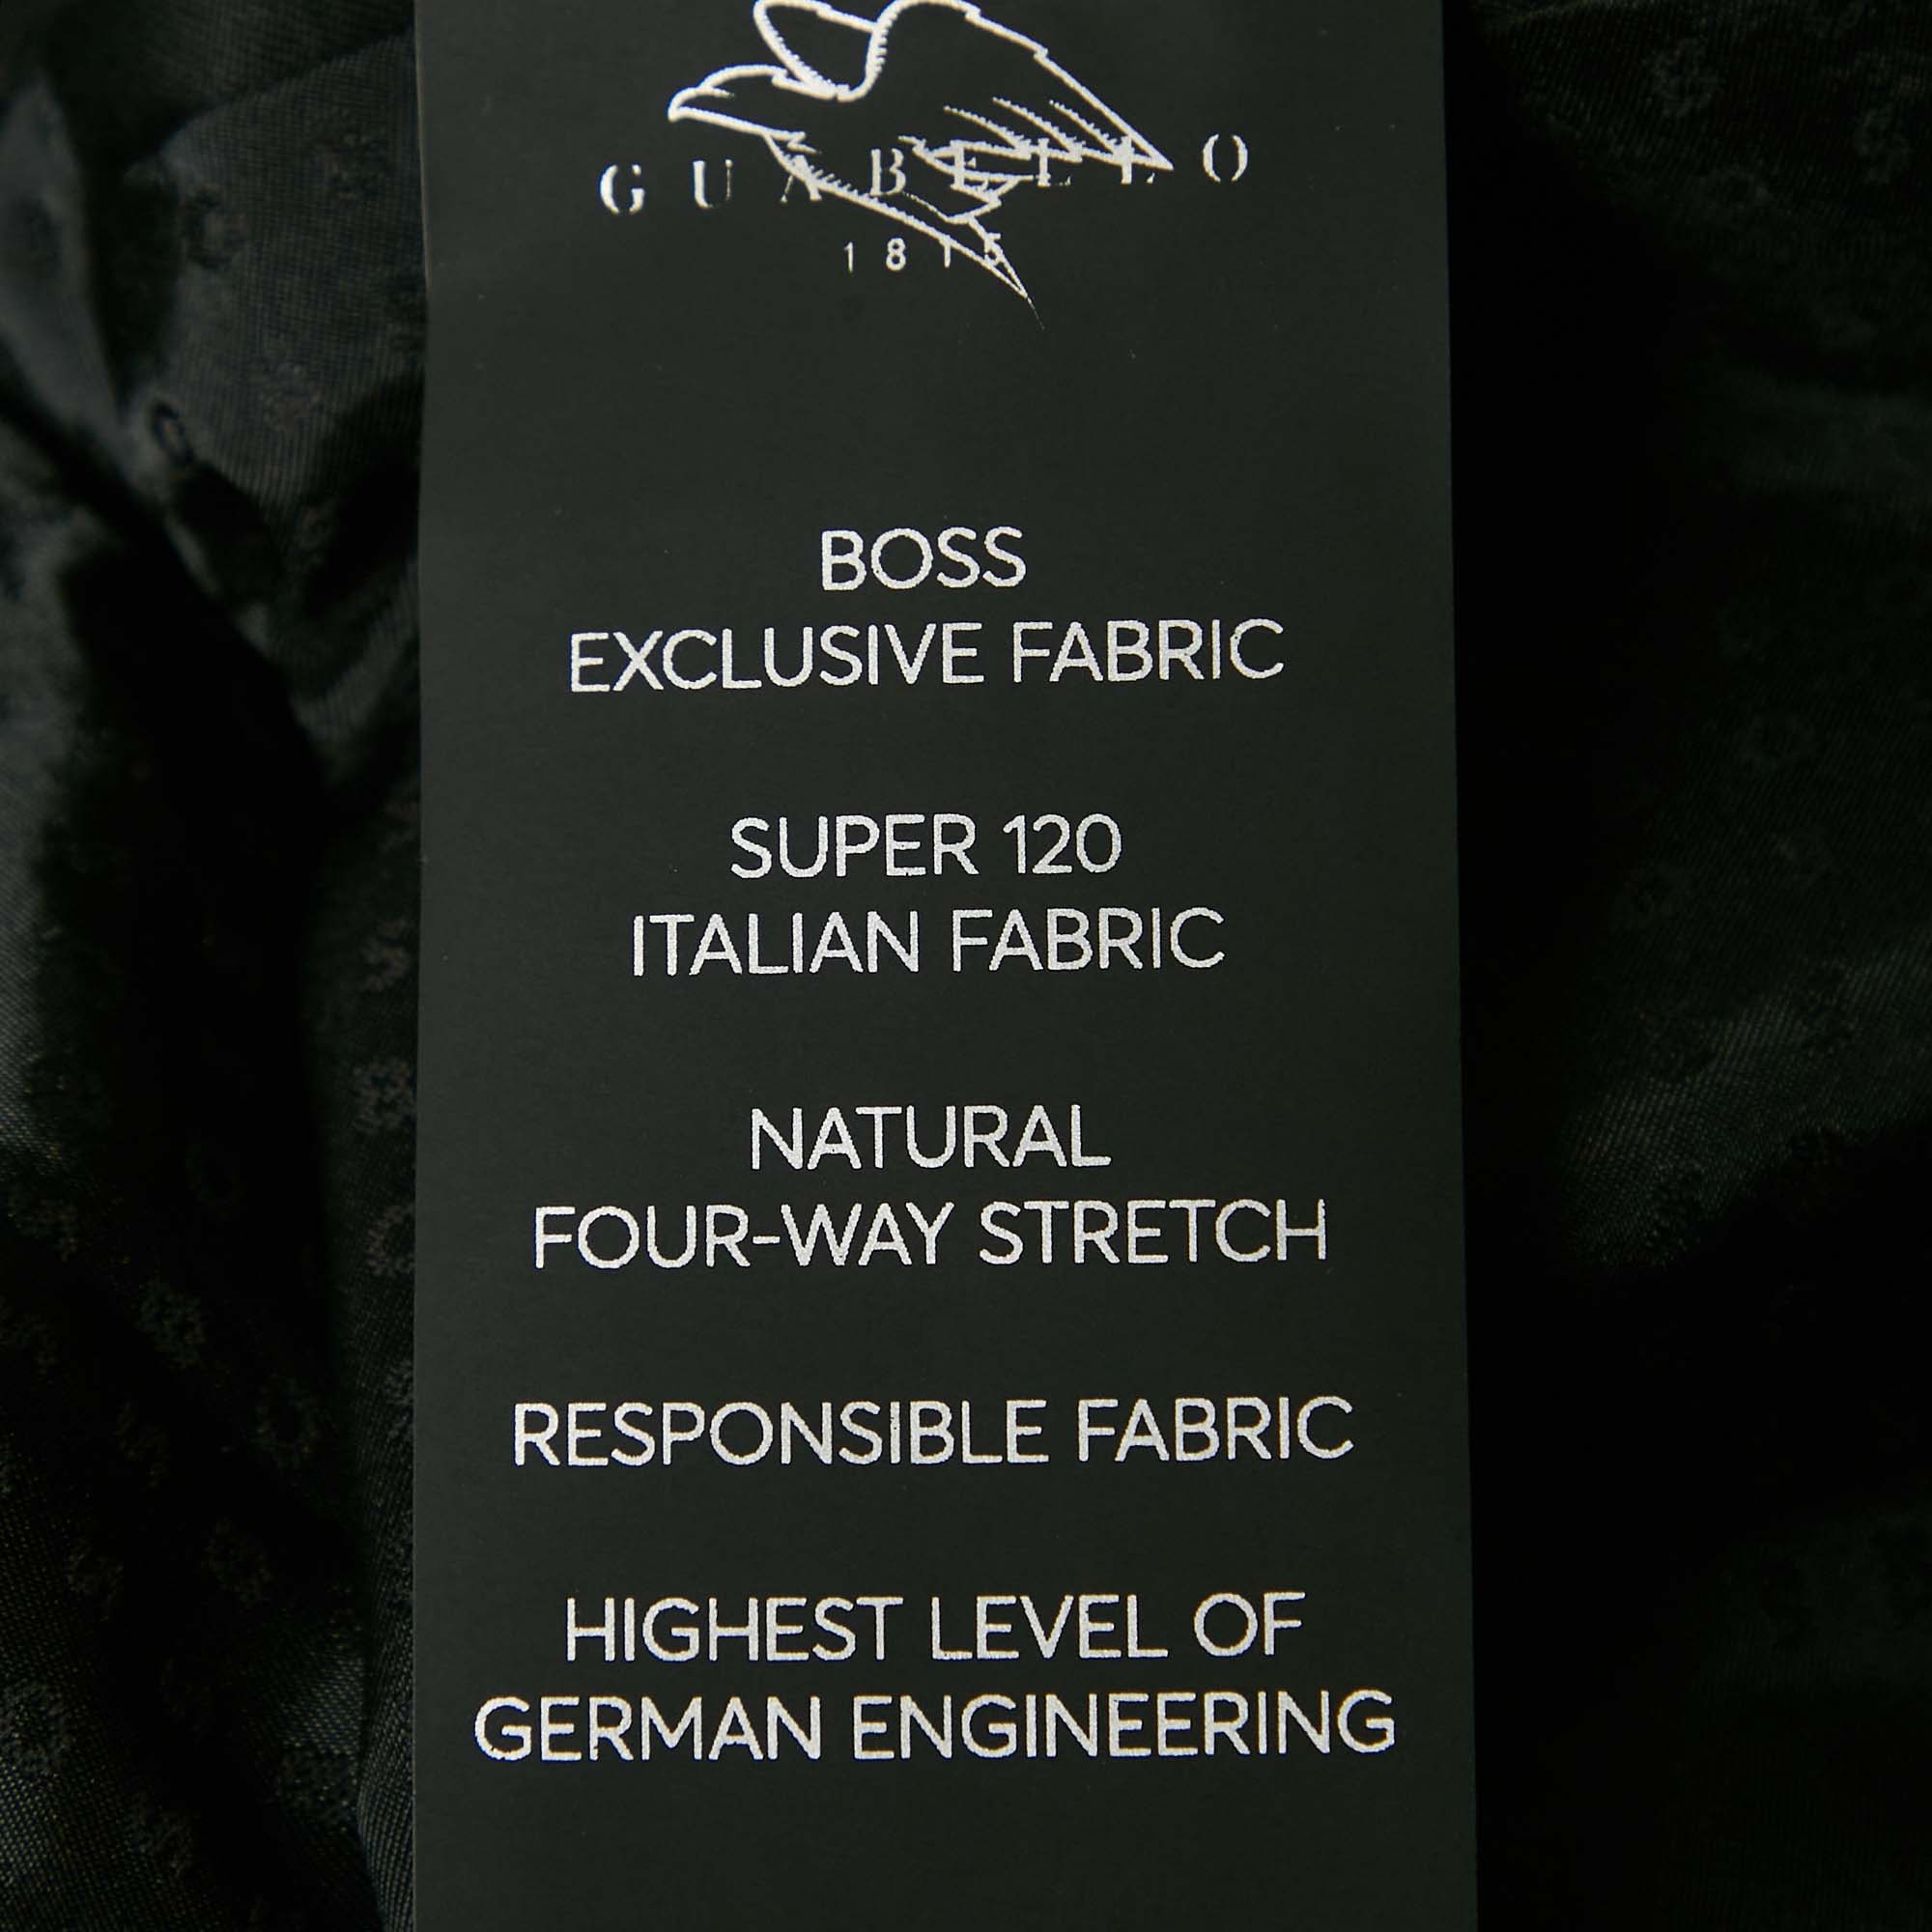 GUABELLO
1815
BOSS
EXCLUSIVE FABRIC
SUPER 120
ITALIAN FABRIC
NATURAL
FOUR-WAY STRETCH
RESPONSIBLE FABRIC
HIGHEST LEVEL OF
GERMAN ENGINEERING